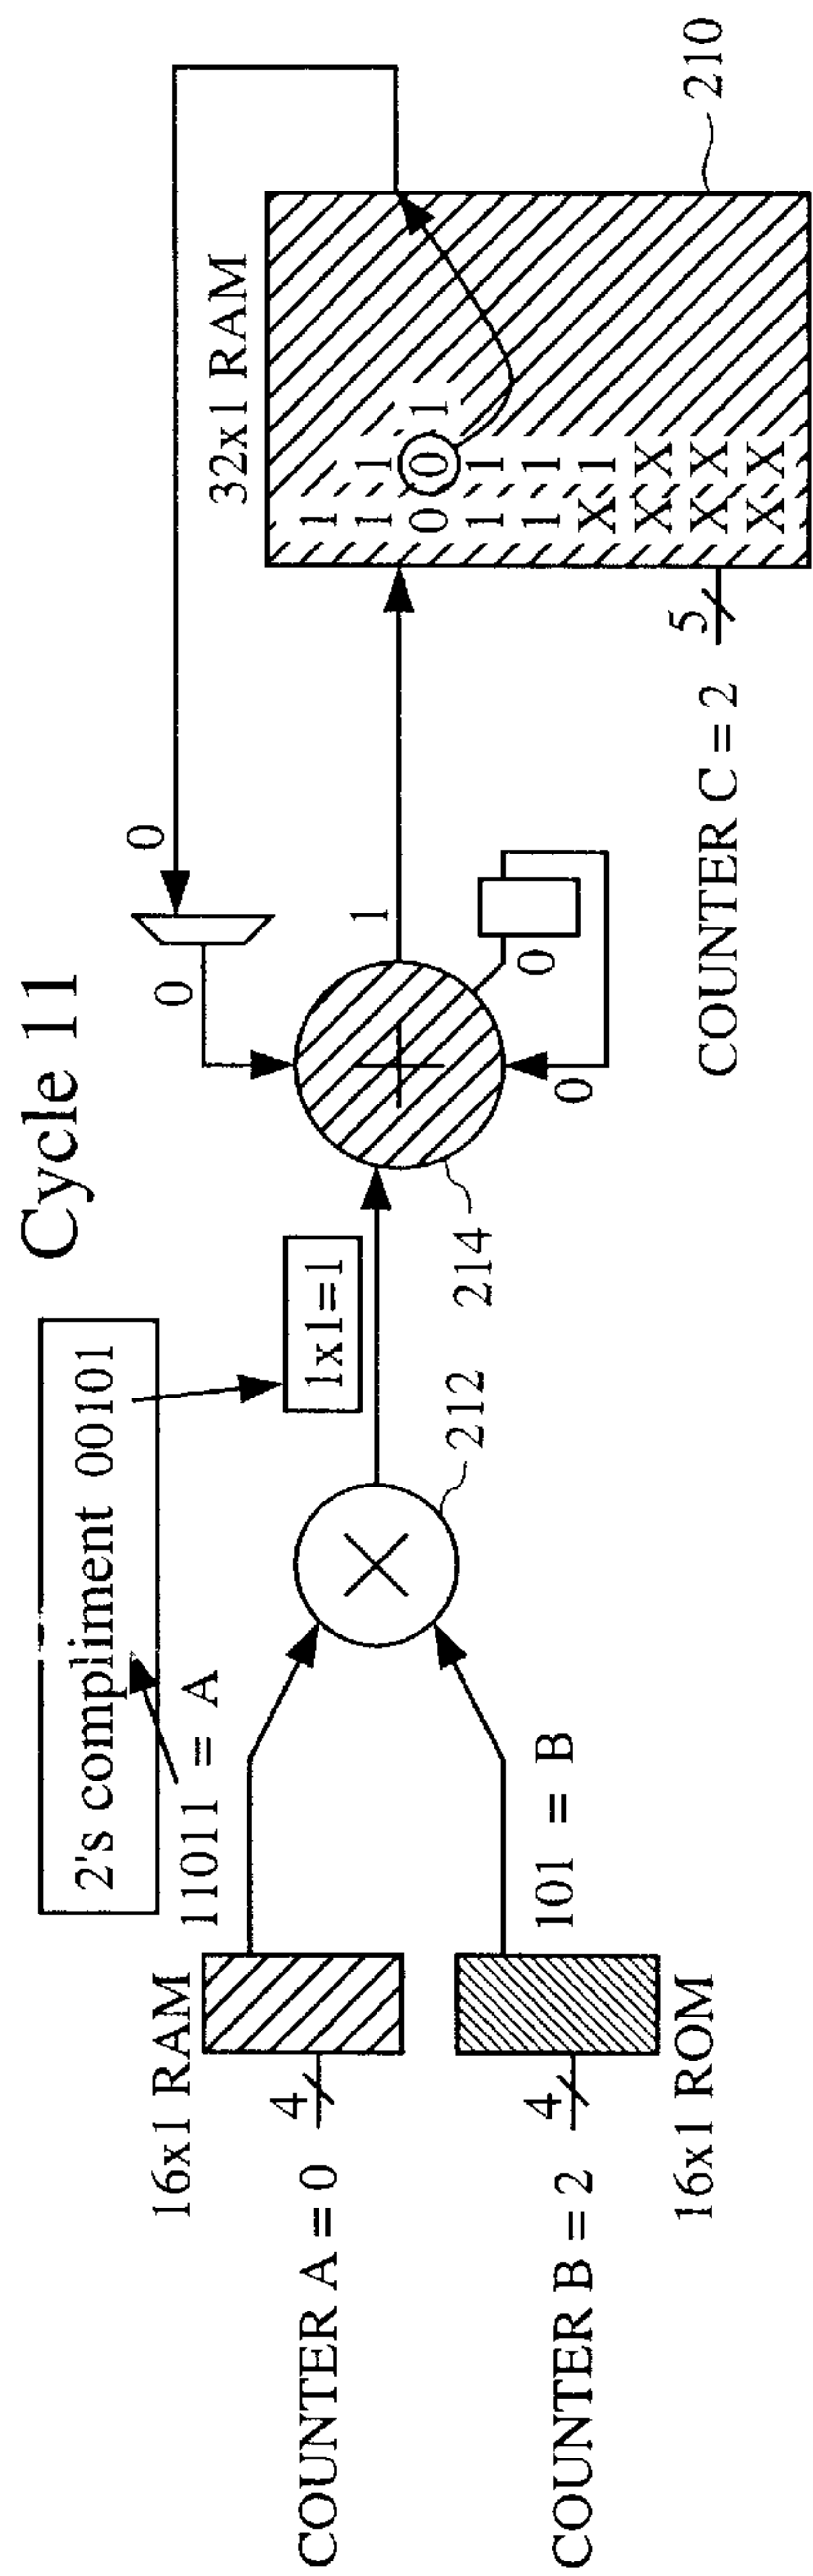 Cycle 11
2's compliment 00101
16x1 RAM
11011 = A
1x1=1
0
0
32x1 RAM
COUNTER A = 0
4
1
1
1 1
0 0 1
1 1
1 1
X 1
X X
X X
X X
212
214
0
0
101 = B
COUNTER B = 2
4
16x1 ROM
COUNTER C = 2
5
210